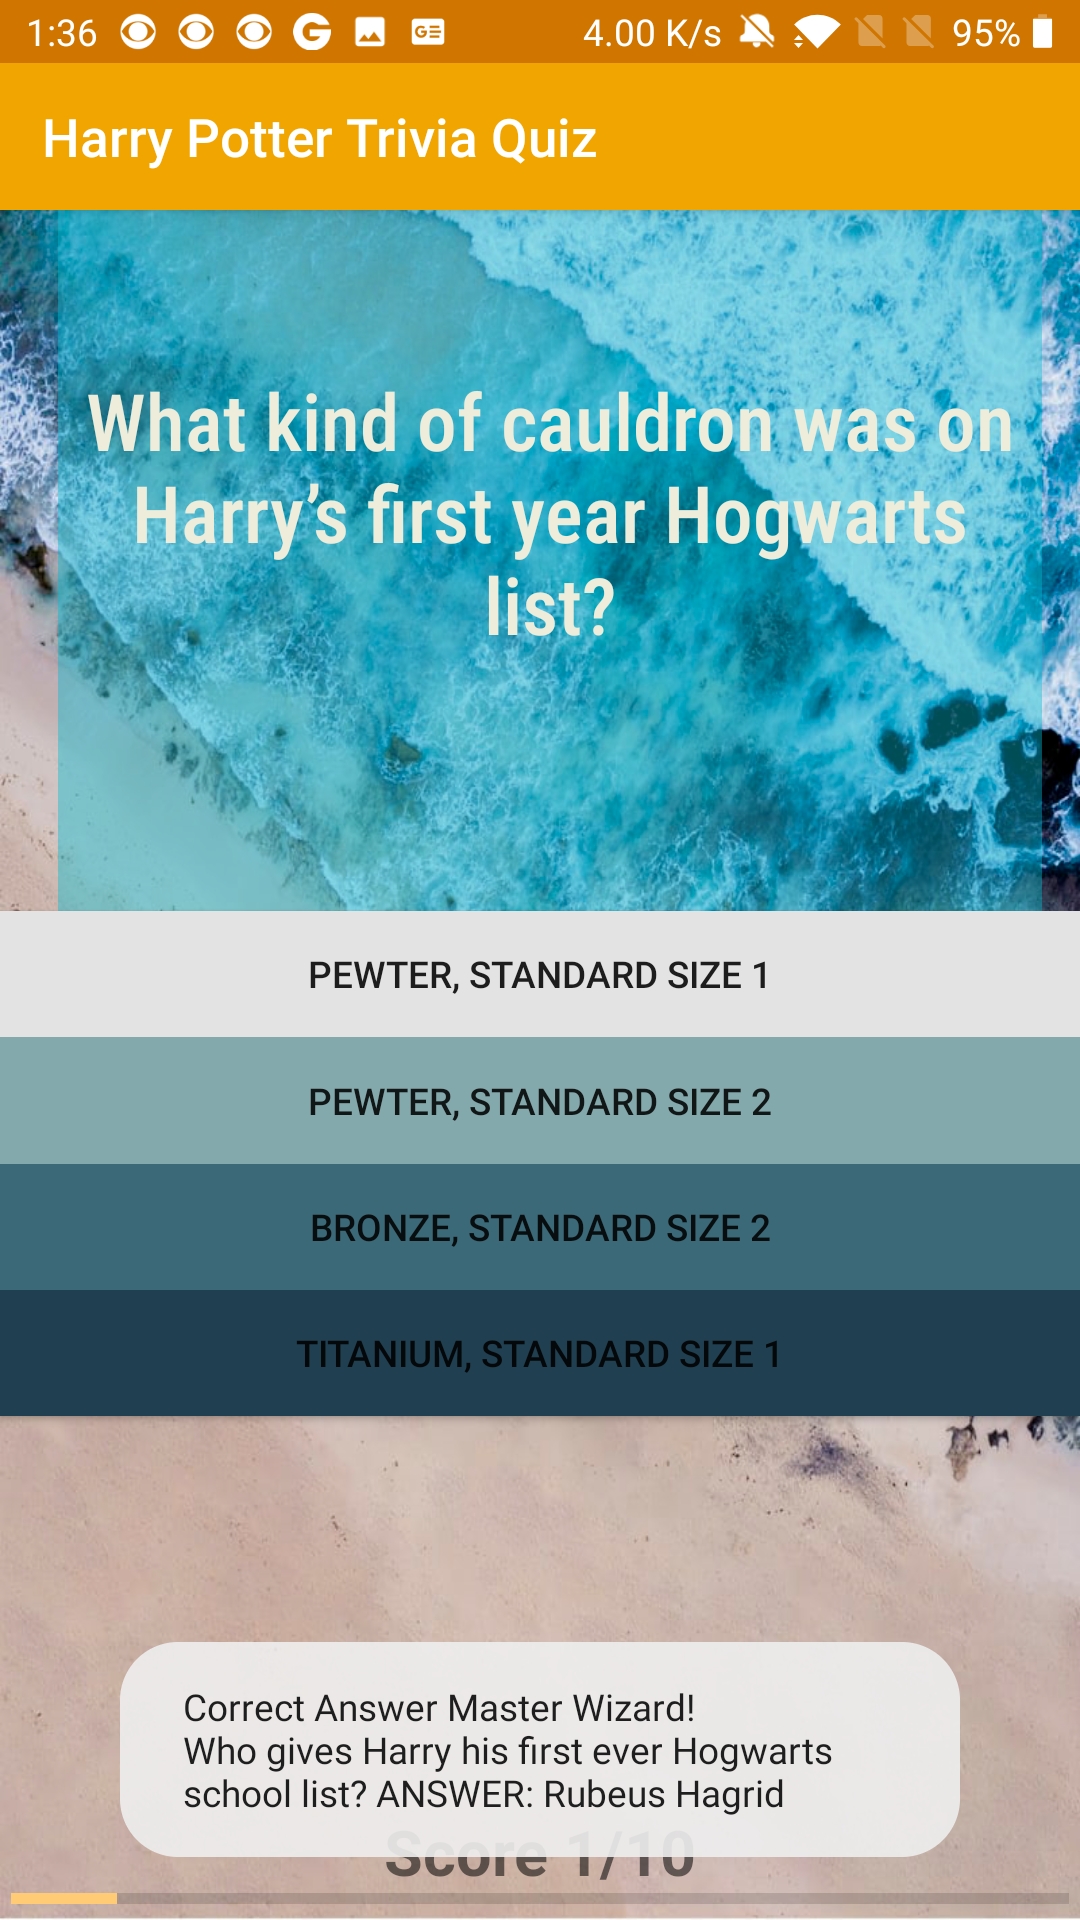 1:36
4.00 K/s
95%
Harry Potter Trivia Quiz
What kind of cauldron was on
Harry’s first year Hogwarts
list?
PEWTER, STANDARD SIZE 1
PEWTER, STANDARD SIZE 2
BRONZE, STANDARD SIZE 2
TITANIUM, STANDARD SIZE 1
Correct Answer Master Wizard!
Who gives Harry his first ever Hogwarts
school list? ANSWER: Rubeus Hagrid
Score 1/10